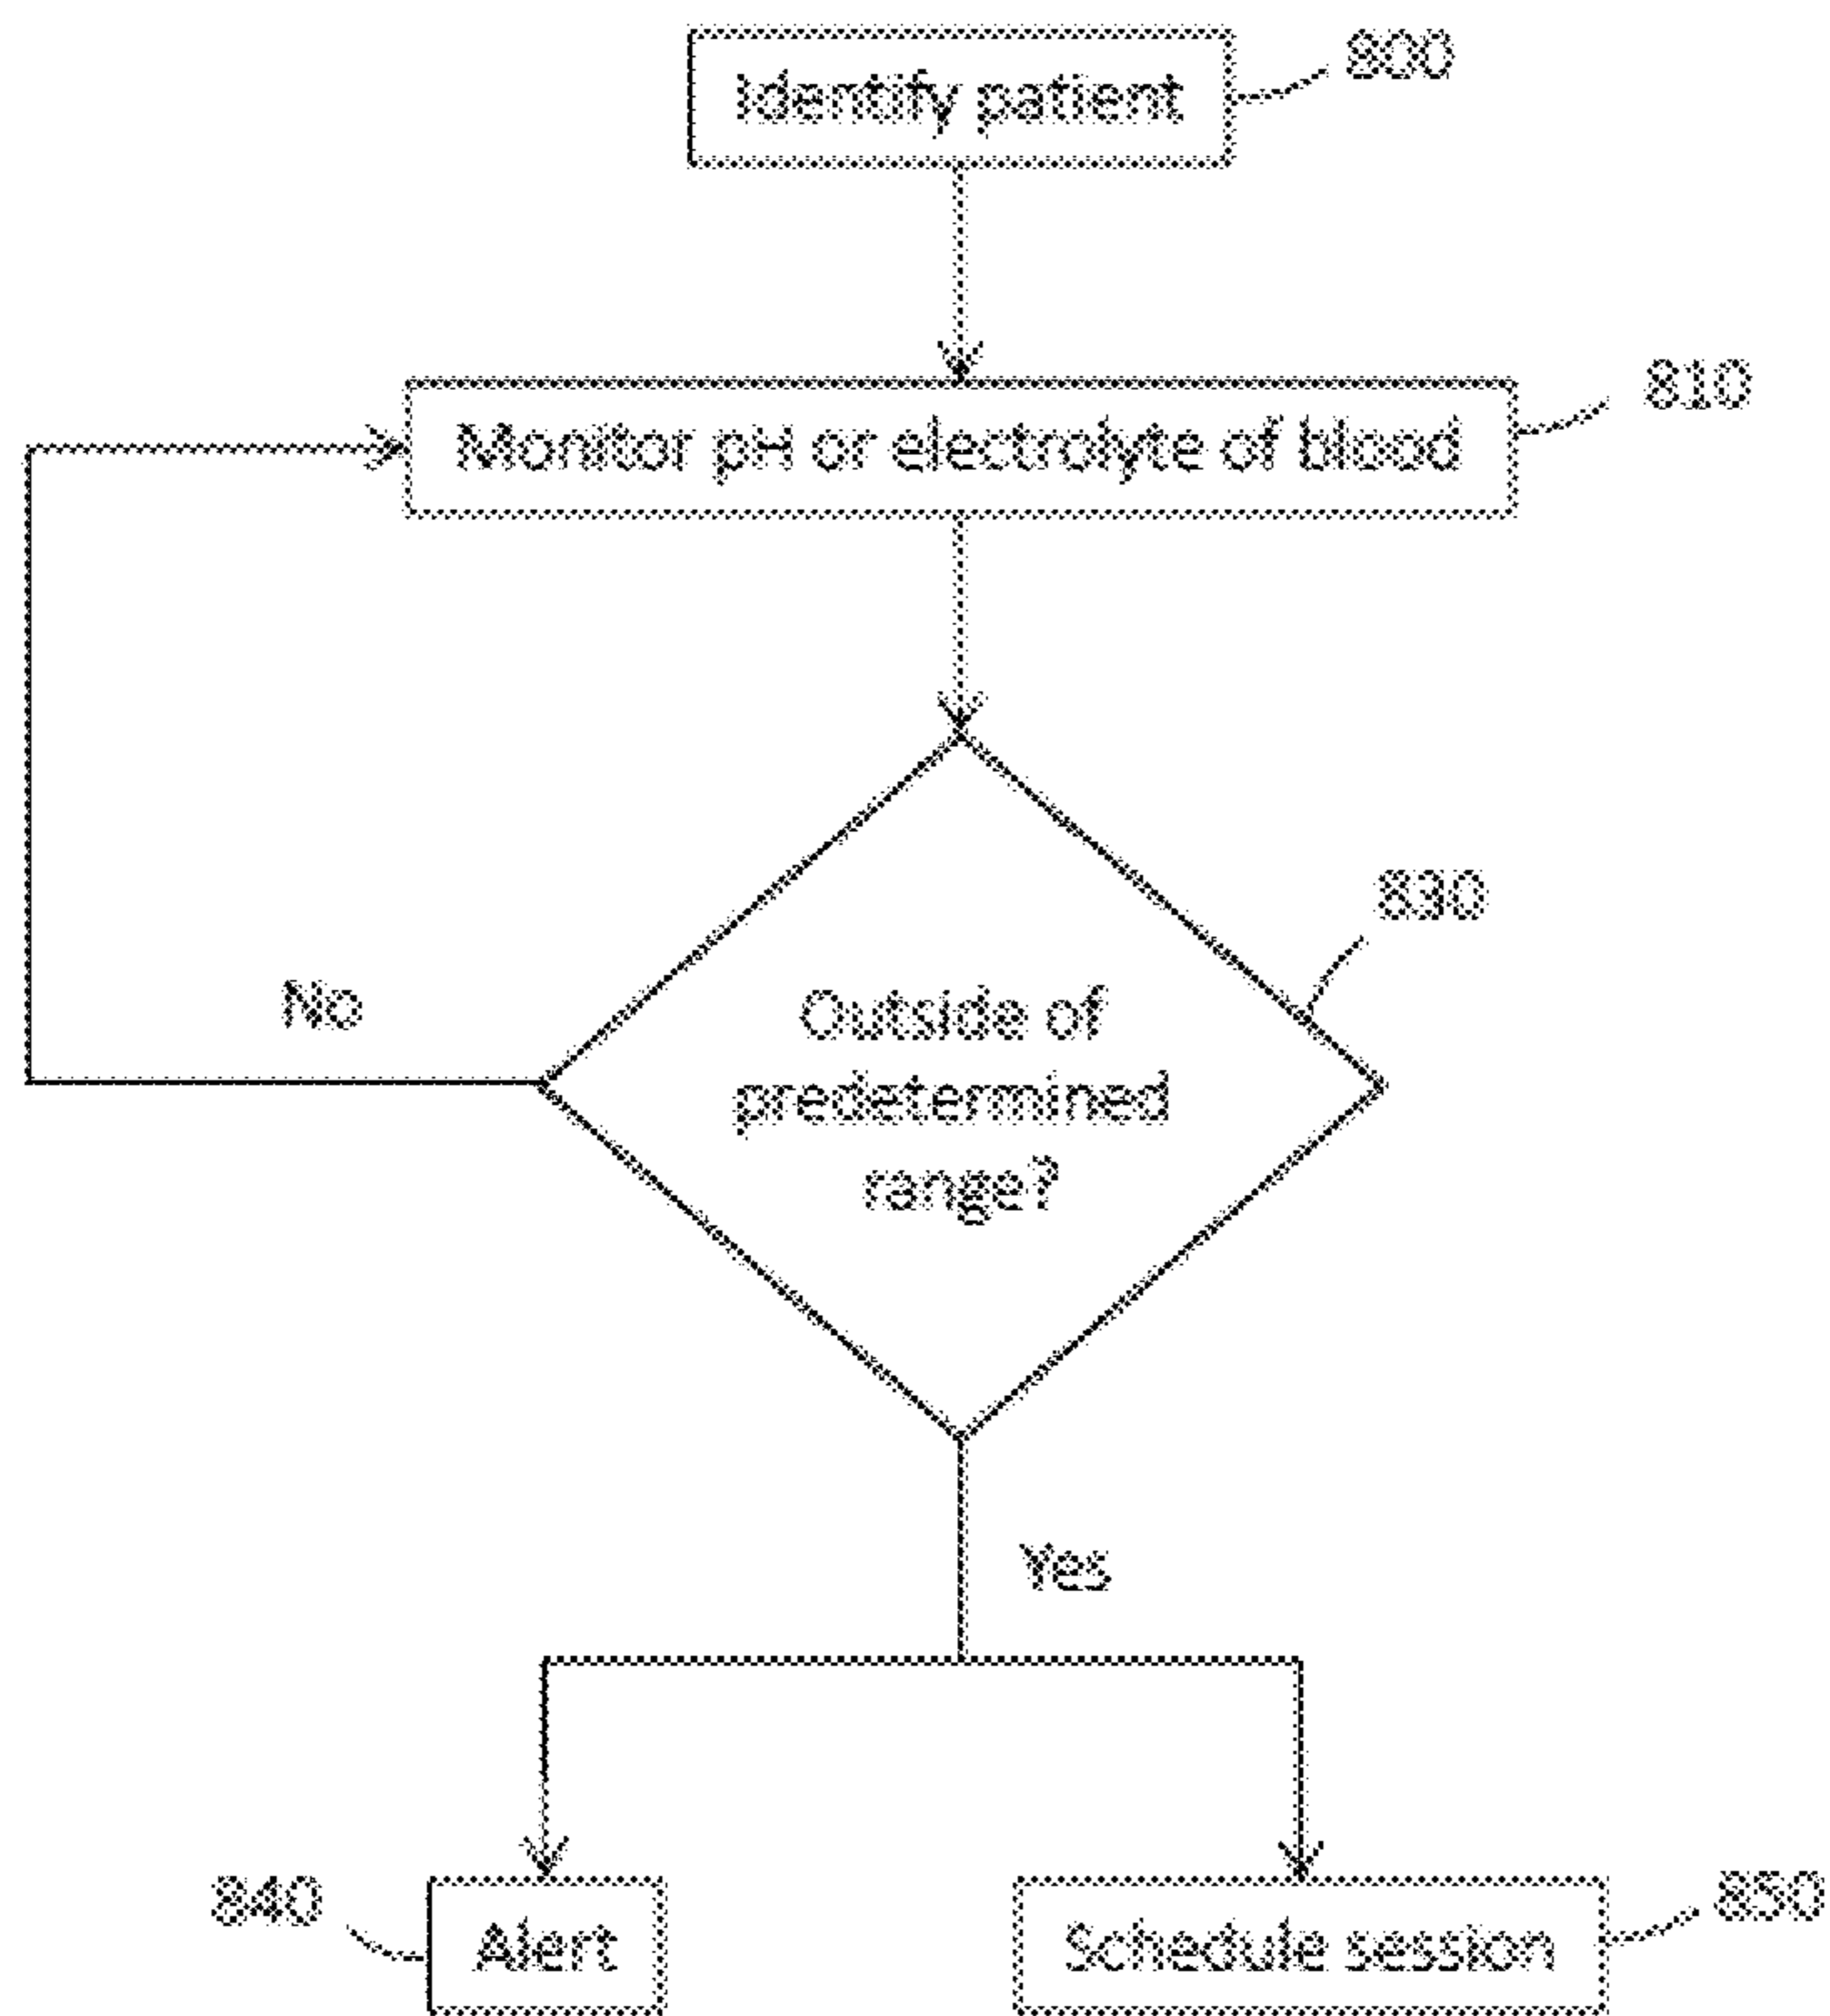 Identify patient
800
Monitor pH or electrolyte of blood
810
830
No
Outside of
predetermined
range?
Yes
840
Alert
Schedule session
850